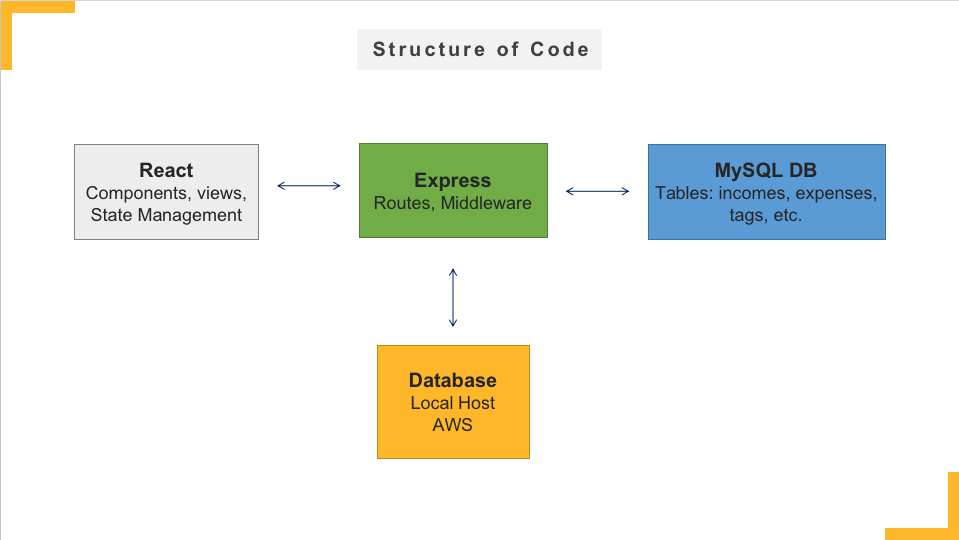 Structure of Code
React
Components, views,
State Management
Express
Routes, Middleware
MySQL DB
Tables: incomes, expenses,
tags, etc.
Database
Local Host
AWS